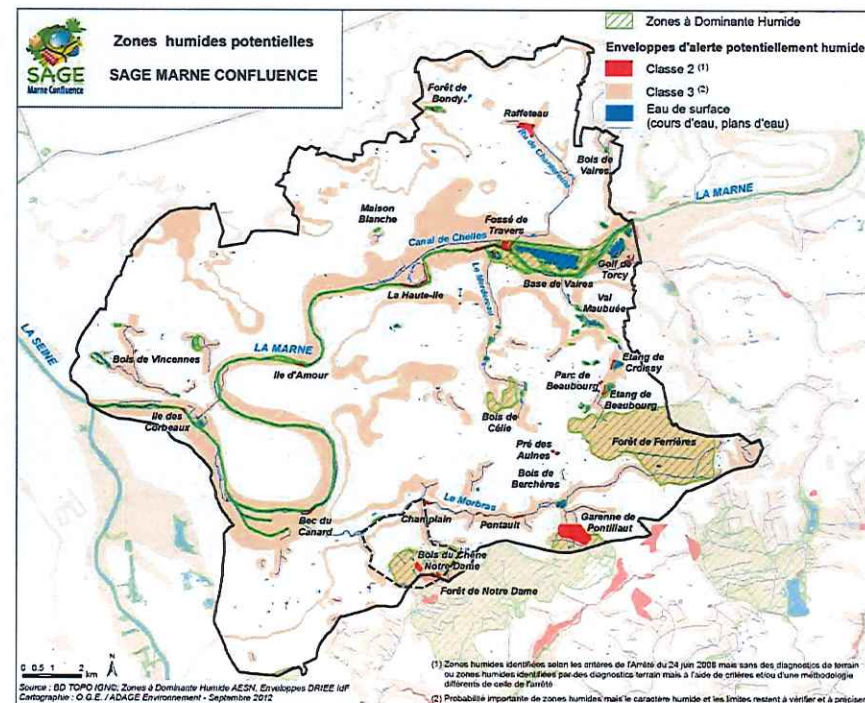 Zones humides potentielles
SAGE MARNE CONFLUENCE
SAGE
Marne Confluence
Zones à Dominante Humide
Enveloppes d'alerte potentiellement humide
Classe 2 (1)
Classe 3 (2)
Eau de surface
(cours d'eau, plans d'eau)
Forêt de
Bondy
Raffeteau
Bois de
Vaires
LA MARNE
Maison
Blanche
Fossé de
Travers
Canal de Chelles
Golf de
Torcy
La Haute-Ile
Base de Vaires
Val
Maubuée
LA SEINE
Bois de Vincennes
LA MARNE
Ile d'Amour
Etang de
Croissy
Parc de
Beaubourg
Etang de
Beaubourg
Ile des
Corbeaux
Bois de
Célie
Forêt de Ferrières
Pré des
Aulnes
Bois de
Berchères
Le Morbras
Bec du
Canard
Champlain
Pontault
Garenne de
Pontillaut
Bois du Chêne
Notre Dame
Forêt de Notre Dame
0 0.5 1 2
km
N
Source : BD TOPO IGN©, Zones à Dominante Humide AESN, Enveloppes DRIEE IdF
Cartographie : O.G.E. / ADAGE Environnement - Septembre 2012
(1) Zones humides identifiées selon les critères de l'Arrêté du 24 juin 2008 mais sans des diagnostics de terrain
ou zones humides identifiées par des diagnostics terrain mais à l'aide de critères et/ou d'une méthodologie
différents de celle de l'arrêté
(2) Probabilité importante de zones humides mais le caractère humide et les limites restent à vérifier et à préciser